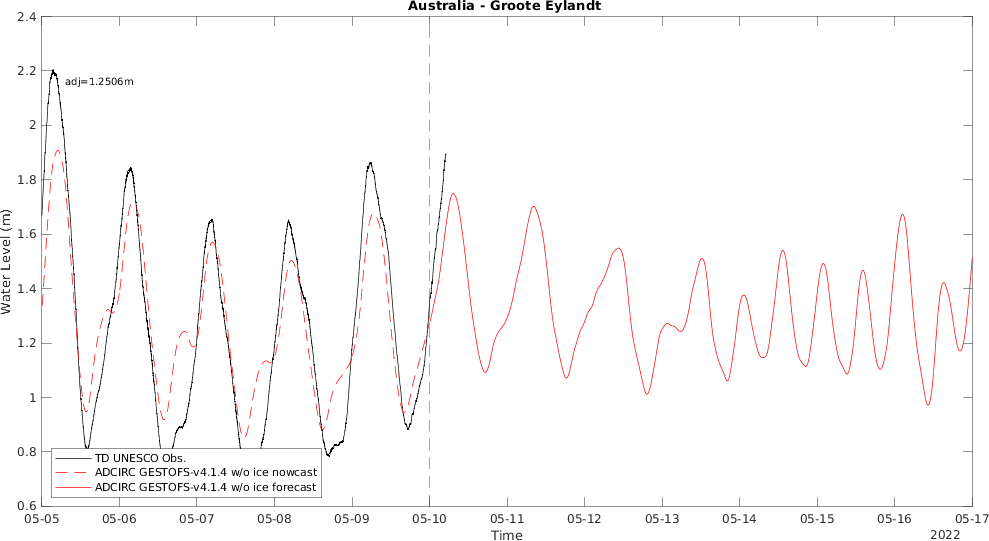 Australia - Groote Eylandt
2.4
2.2
2
1.8
1.6
1.4
1.2
1
0.8
0.6
Water Level (m)
adj=1.2506m
TD UNESCO Obs.
ADCIRC GESTOFS-v4.1.4 w/o ice nowcast
ADCIRC GESTOFS-v4.1.4 w/o ice forecast
05-05 05-06 05-07 05-08 05-09 05-10 05-11 05-12 05-13 05-14 05-15 05-16 05-17
Time
2022